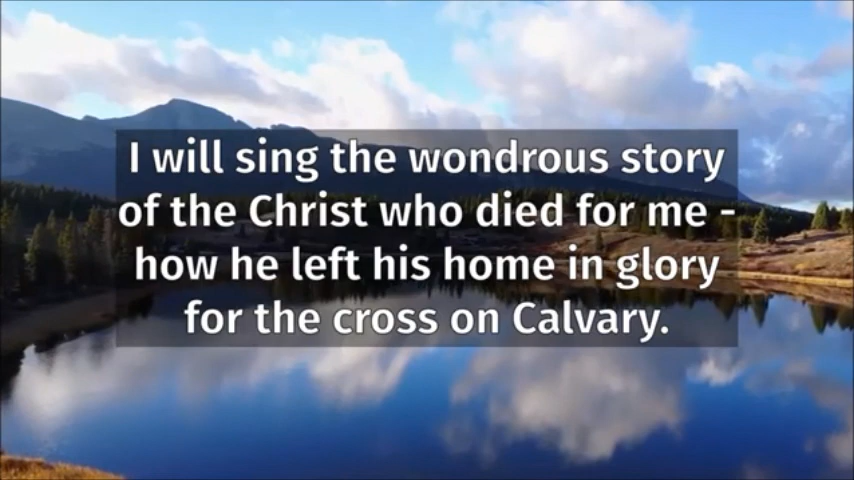 I will sing the wondrous story
of the Christ who died for me -
how he left his home in glory
for the cross on Calvary.